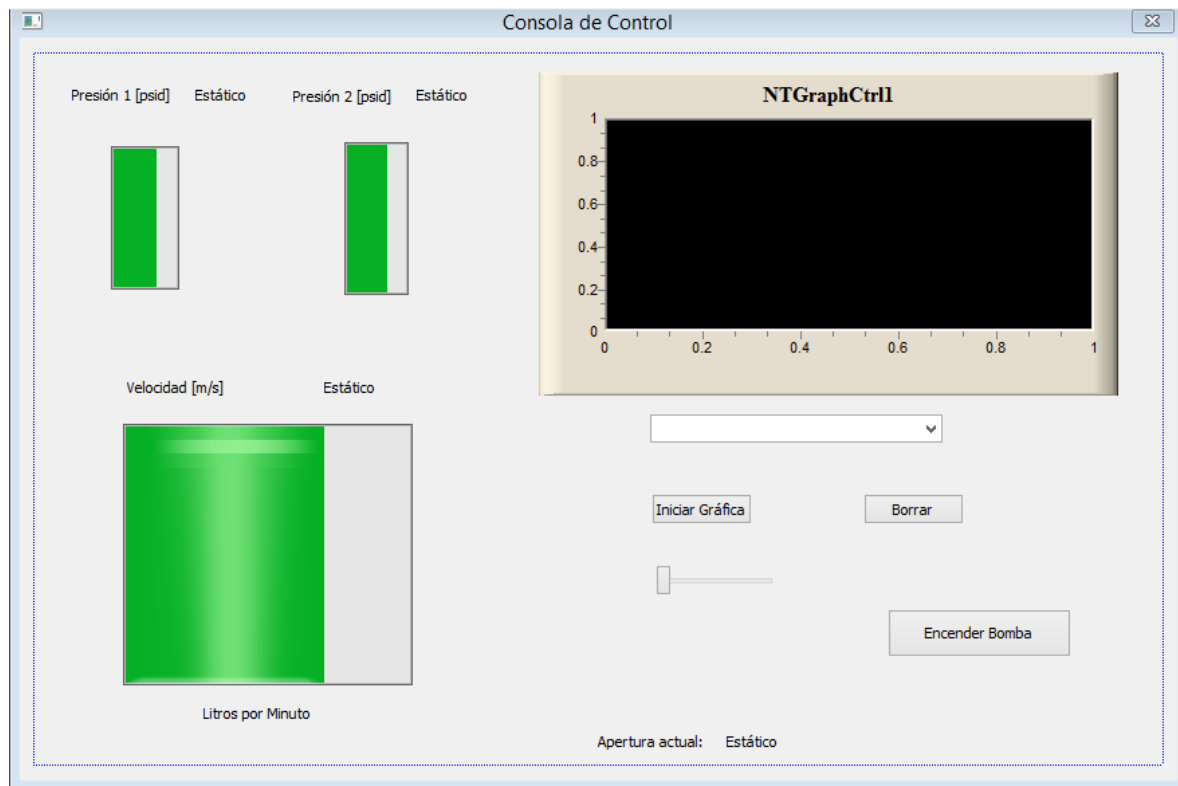 Consola de Control
Presión 1 [psid] Estático Presión 2 [psid] Estático
NTGraphCtrl1
1
0.8
0.6
0.4
0.2
0
0 0.2 0.4 0.6 0.8 1
Velocidad [m/s] Estático
Iniciar Gráfica Borrar
Encender Bomba
Litros por Minuto
Apertura actual: Estático